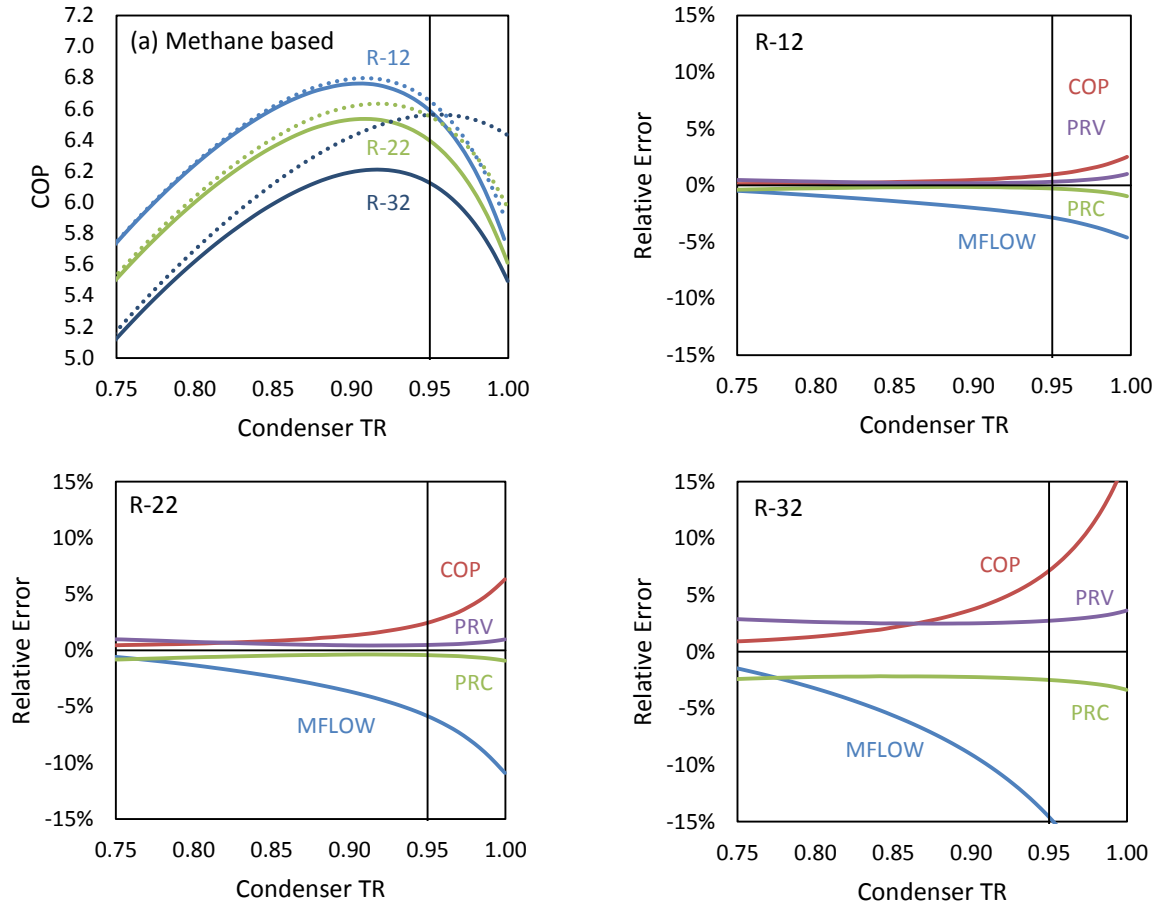 (a) Methane based
7.2
7.0
6.8
6.6
6.4
6.2
6.0
5.8
5.6
5.4
5.2
5.0
COP
R-12
R-22
R-32
0.75 0.80 0.85 0.90 0.95 1.00
Condenser TR
R-12
15%
10%
5%
0%
-5%
-10%
-15%
Relative Error
COP
PRV
PRC
MFLOW
0.75 0.80 0.85 0.90 0.95 1.00
Condenser TR
R-22
15%
10%
5%
0%
-5%
-10%
-15%
Relative Error
COP
PRV
PRC
MFLOW
0.75 0.80 0.85 0.90 0.95 1.00
Condenser TR
R-32
15%
10%
5%
0%
-5%
-10%
-15%
Relative Error
COP
PRV
PRC
MFLOW
0.75 0.80 0.85 0.90 0.95 1.00
Condenser TR